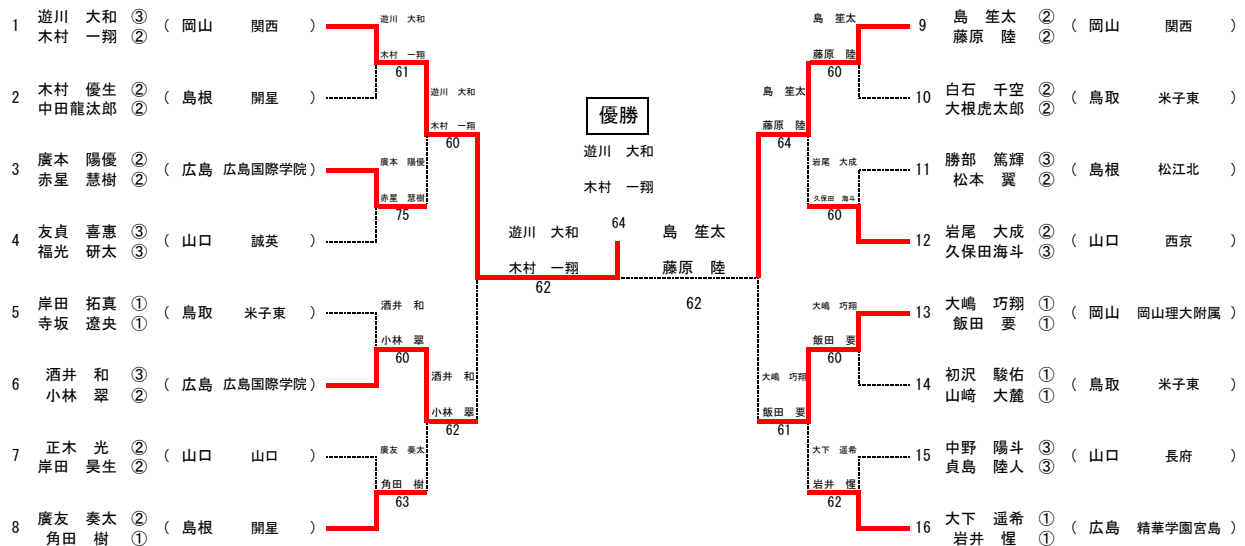 1 遊川 大和 ③ ( 岡山 関西 )
木村 一翔 ②
2 木村 優生 ② ( 島根 開星 )
中田龍汰郎 ②
3 廣本 陽優 ② ( 広島 広島国際学院 )
赤星 慧樹 ②
4 友貞 喜惠 ③ ( 山口 誠英 )
福光 研太 ③
5 岸田 拓真 ① ( 鳥取 米子東 )
寺坂 遼央 ①
6 酒井 和 ③ ( 広島 広島国際学院 )
小林 翠 ②
7 正木 光 ② ( 山口 山口 )
岸田 昊生 ②
8 廣友 奏太 ② ( 島根 開星 )
角田 樹 ①
遊川 大和
木村 一翔
61
廣本 陽優
赤星 慧樹
75
酒井 和
小林 翠
60
廣友 奏太
角田 樹
63
遊川 大和
木村 一翔
60
酒井 和
小林 翠
62
遊川 大和
木村 一翔
62
優勝
遊川 大和
木村 一翔
64
島 笙太
藤原 陸
62
島 笙太
藤原 陸
64
大嶋 巧翔
飯田 要
61
島 笙太
藤原 陸
60
岩尾 大成
久保田 海斗
60
大嶋 巧翔
飯田 要
60
大下 遥希
岩井 惺
62
9 島 笙太 ② ( 岡山 関西 )
藤原 陸 ②
10 白石 千空 ② ( 鳥取 米子東 )
大根虎太郎 ②
11 勝部 篤輝 ③ ( 島根 松江北 )
松本 翼 ②
12 岩尾 大成 ② ( 山口 西京 )
久保田海斗 ③
13 大嶋 巧翔 ① ( 岡山 岡山理大附属 )
飯田 要 ①
14 初沢 駿佑 ① ( 鳥取 米子東 )
山﨑 大麓 ①
15 中野 陽斗 ③ ( 山口 長府 )
貞島 陸人 ③
16 大下 遥希 ① ( 広島 精華学園宮島 )
岩井 惺 ①